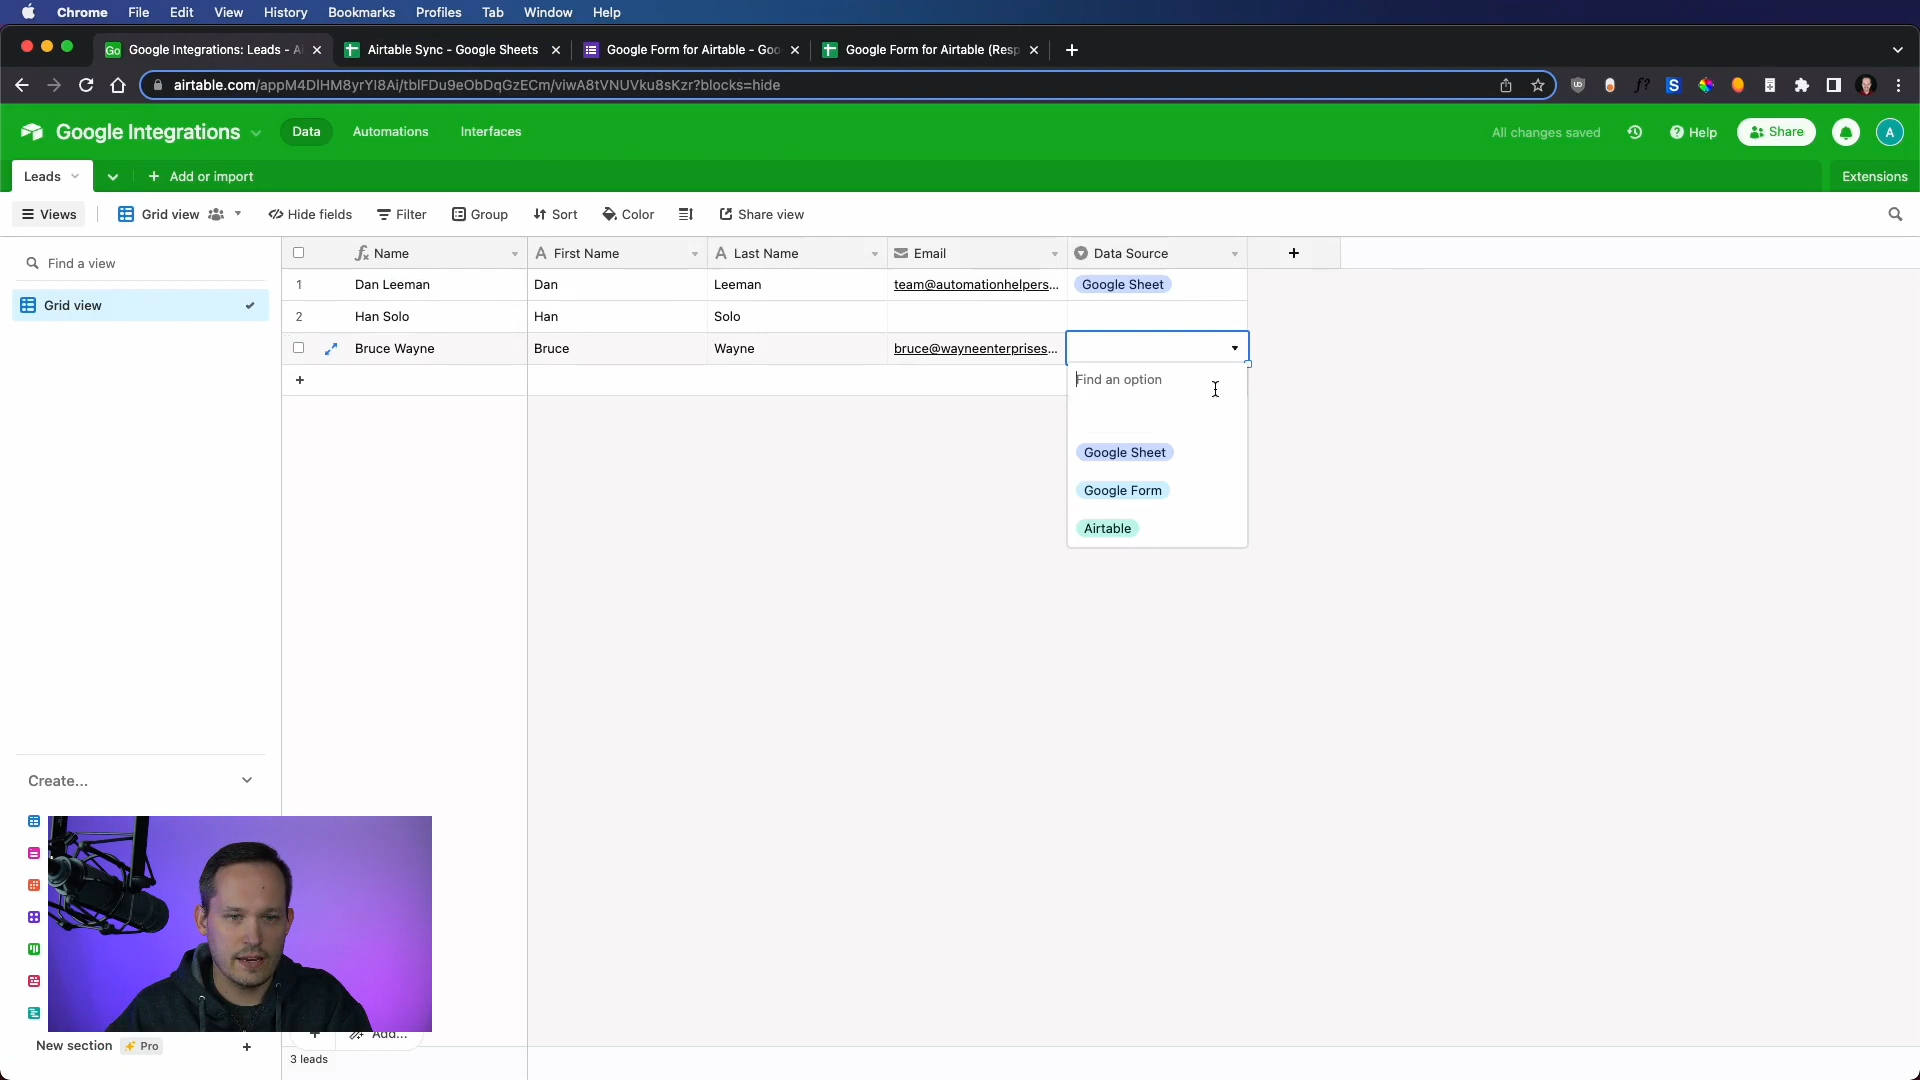 Chrome File Edit View History Bookmarks Profiles Tab Window Help
Google Integrations: Leads - Ai
Airtable Sync - Google Sheets
Google Form for Airtable - Goo
Google Form for Airtable (Resp
airtable.com/appM4DlHM8yrYI8Ai/tblFDu9eObDqGzECm/viwA8tVNUVku8sKzr?blocks=hide
Google Integrations Data Automations Interfaces All changes saved Help Share A
Leads Add or import Extensions
Views Grid view Hide fields Filter Group Sort Color Share view
Find a view
Grid view
Name First Name Last Name Email Data Source
1 Dan Leeman Dan Leeman team@automationhelpers... Google Sheet
2 Han Solo Han Solo
Bruce Wayne Bruce Wayne bruce@wayneenterprises...
Find an option
Google Sheet
Google Form
Airtable
Create...
Add...
New section Pro
3 leads